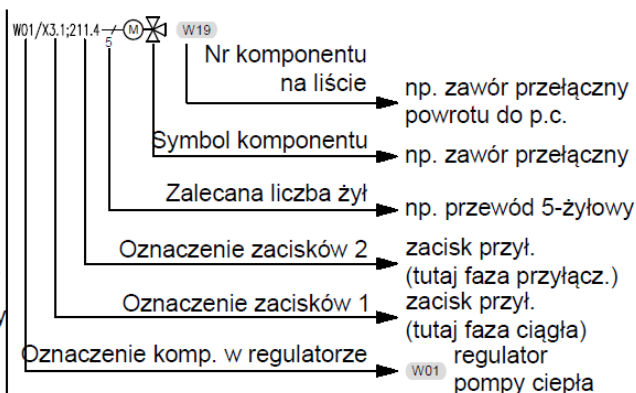 W01/X3.1;211.4
5
M
W19
Nr komponentu
na liście
np. zawór przełączny
powrotu do p.c.
Symbol komponentu
np. zawór przełączny
Zalecana liczba żył
np. przewód 5-żyłowy
Oznaczenie zacisków 2
zacisk przył.
(tutaj faza przyłącz.)
Oznaczenie zacisków 1
zacisk przył.
(tutaj faza ciągła)
Oznaczenie komp. w regulatorze
W01
regulator
pompy ciepła